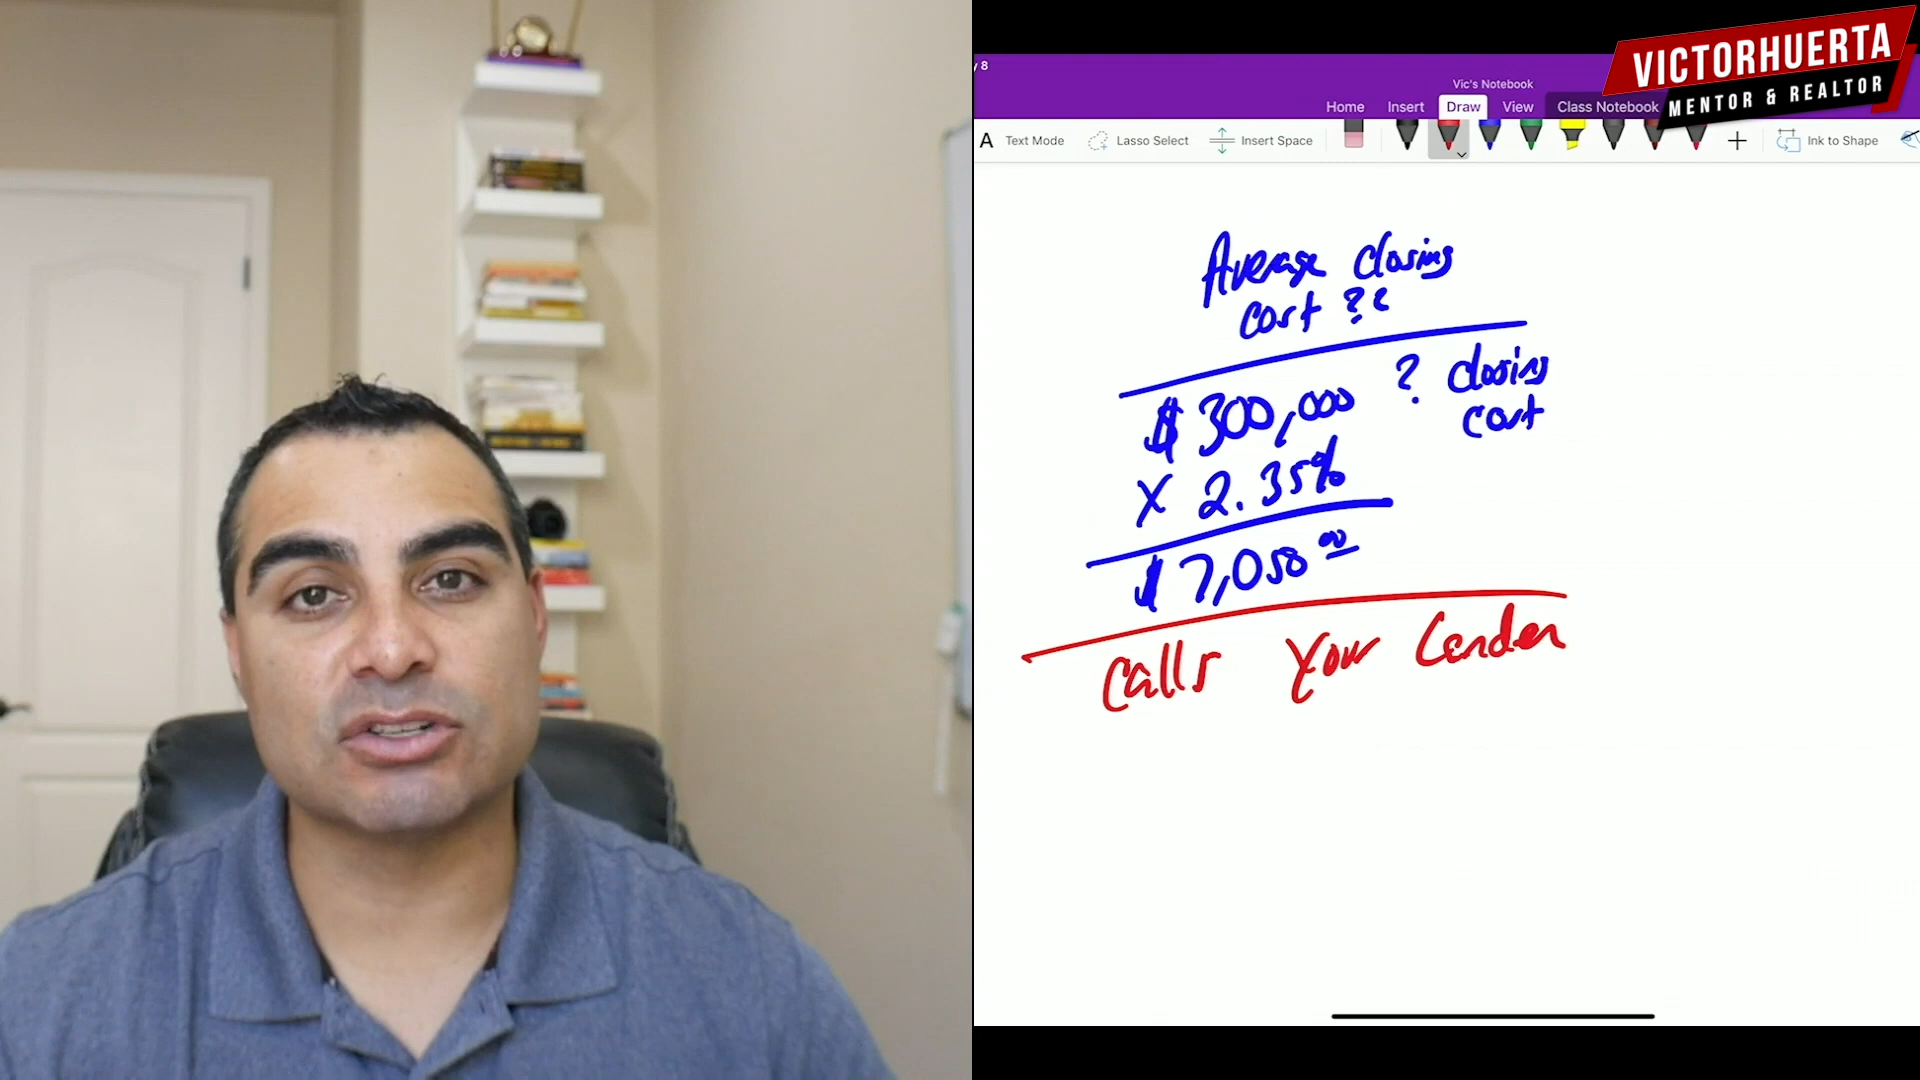 VICTORHUERTA
MENTOR & REALTOR
y 8
Vic's Notebook
Home Insert Draw View Class Notebook
A Text Mode Lasso Select Insert Space Ink to Shape
Average closing
cost ??
$ 300,000 ? closing
cost
X 2.35%
$ 7,050 00
Calls Your Lender